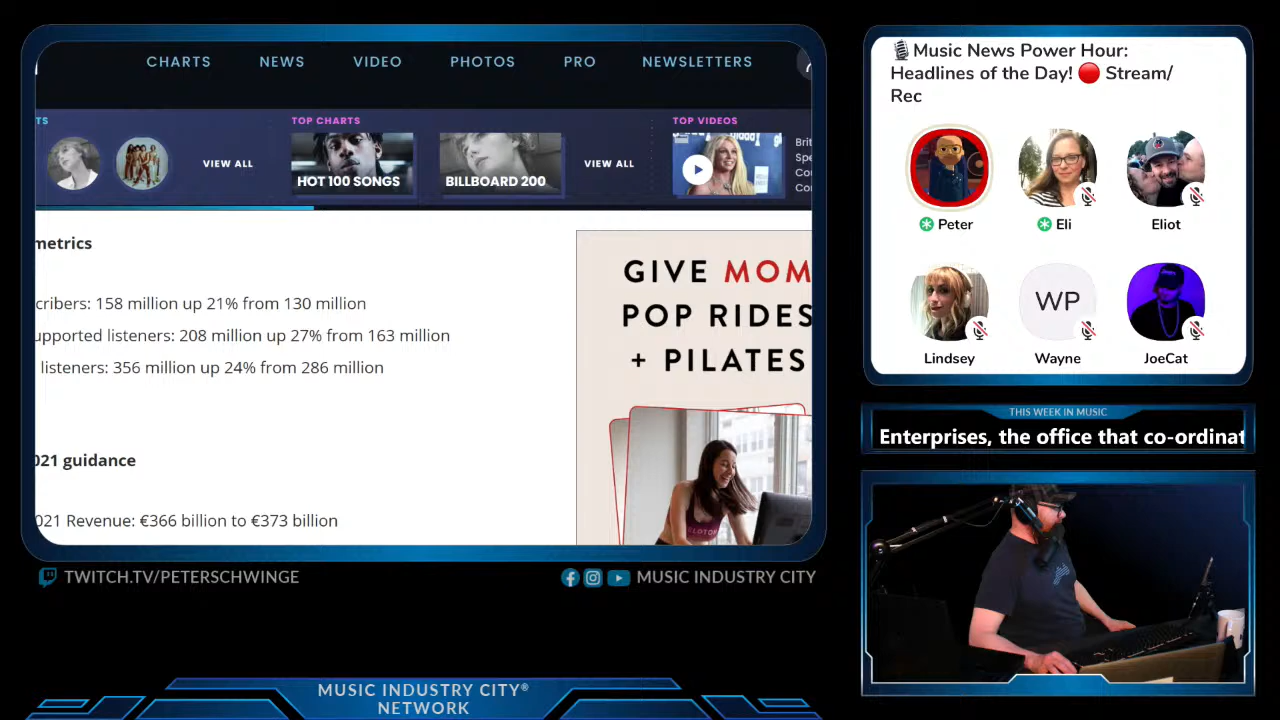 CHARTS NEWS VIDEO PHOTOS PRO NEWSLETTERS
TS
TOP CHARTS
TOP VIDEOS
VIEW ALL
HOT 100 SONGS
BILLBOARD 200
VIEW ALL
Brit
Spe
Con
Co
metrics
cribers: 158 million up 21% from 130 million
upported listeners: 208 million up 27% from 163 million
listeners: 356 million up 24% from 286 million
021 guidance
021 Revenue: €366 billion to €373 billion
GIVE MOM
POP RIDES
+ PILATES
TWITCH.TV/PETERSCHWINGE
MUSIC INDUSTRY CITY
MUSIC INDUSTRY CITY®
NETWORK
🎙Music News Power Hour:
Headlines of the Day! 🔴 Stream/
Rec
Peter
Eli
Eliot
WP
Lindsey
Wayne
JoeCat
THIS WEEK IN MUSIC
Enterprises, the office that co-ordinat